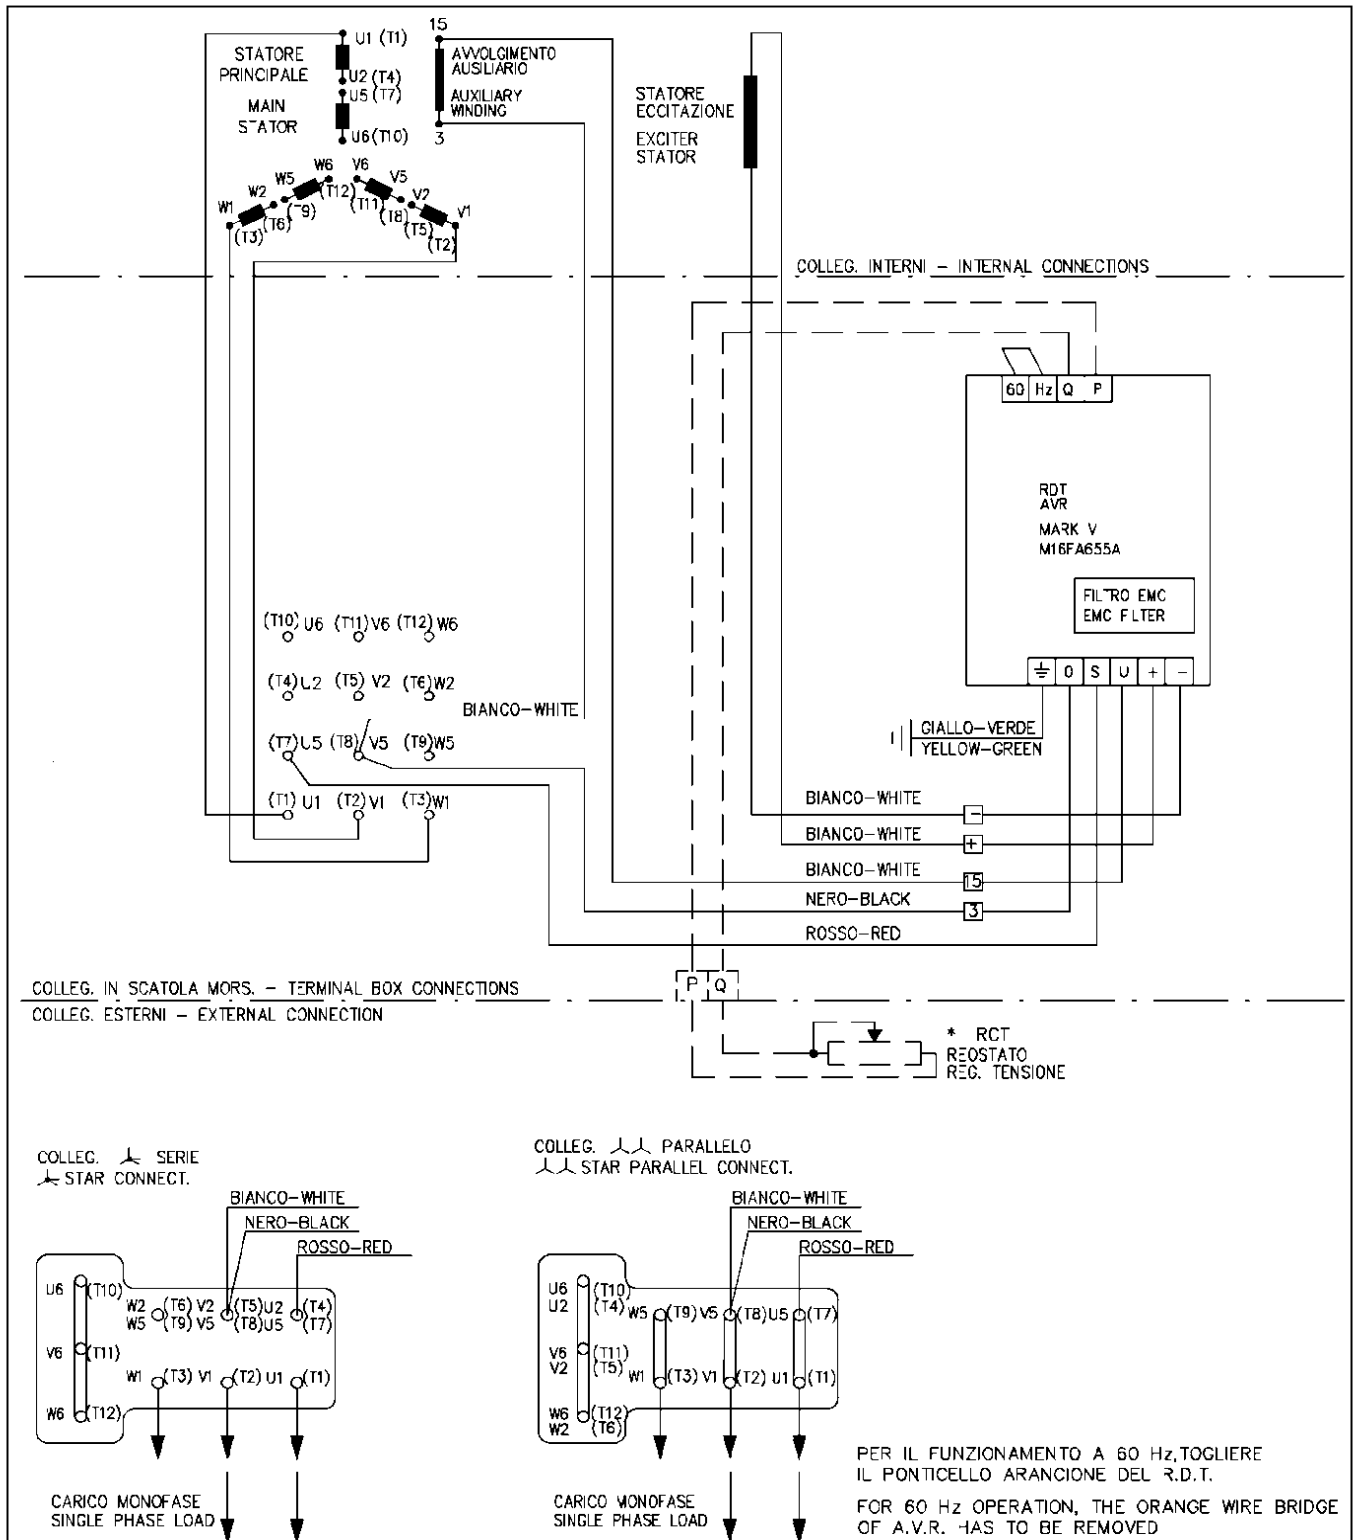 STATORE
PRINCIPALE
MAIN
STATOR
U1 (T1)
U2 (T4)
U5 (T7)
U6 (T10)
15
AVVOLGIMENTO
AUSILIARIO
AUXILIARY
WINDING
3
STATORE
ECCITAZIONE
EXCITER
STATOR
W1
(T3)
W2
(T6)
W5
(T9)
W6
(T12)
V6
(T11)
V5
(T8)
V2
(T5)
V1
(T2)
COLLEG. INTERNI – INTERNAL CONNECTIONS
60 Hz Q P
RDT
AVR
MARK V
M16FA655A
FILTRO EMC
EMC FILTER
0 S U + –
(T10) U6 (T11) V6 (T12) W6
(T4) U2 (T5) V2 (T6) W2
BIANCO–WHITE
(T7) U5 (T8) V5 (T9) W5
(T1) U1 (T2) V1 (T3) W1
GIALLO–VERDE
YELLOW–GREEN
BIANCO–WHITE –
BIANCO–WHITE +
BIANCO–WHITE 15
NERO–BLACK 3
ROSSO–RED
COLLEG. IN SCATOLA MORS. – TERMINAL BOX CONNECTIONS
P Q
COLLEG. ESTERNI – EXTERNAL CONNECTION
* RCT
REOSTATO
REG. TENSIONE
COLLEG. SERIE
STAR CONNECT.
BIANCO–WHITE
NERO–BLACK
ROSSO–RED
U6 (T10)
W2 (T6) V2 (T5) U2 (T4)
W5 (T9) V5 (T8) U5 (T7)
V6 (T11)
W1 (T3) V1 (T2) U1 (T1)
W6 (T12)
CARICO MONOFASE
SINGLE PHASE LOAD
COLLEG. PARALLELO
STAR PARALLEL CONNECT.
BIANCO–WHITE
NERO–BLACK
ROSSO–RED
U6 (T10)
U2 (T4)
W5 (T9) V5 (T8) U5 (T7)
V6 (T11)
V2 (T5)
W1 (T3) V1 (T2) U1 (T1)
W6 (T12)
W2 (T6)
CARICO MONOFASE
SINGLE PHASE LOAD
PER IL FUNZIONAMENTO A 60 Hz,TOGLIERE
IL PONTICELLO ARANCIONE DEL R.D.T.
FOR 60 Hz OPERATION, THE ORANGE WIRE BRIDGE
OF A.V.R. HAS TO BE REMOVED